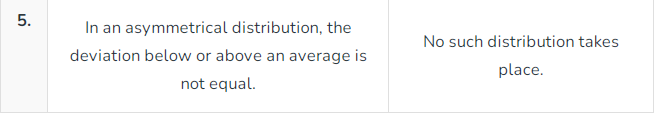 5.
In an asymmetrical distribution, the
deviation below or above an average is
not equal.
No such distribution takes
place.